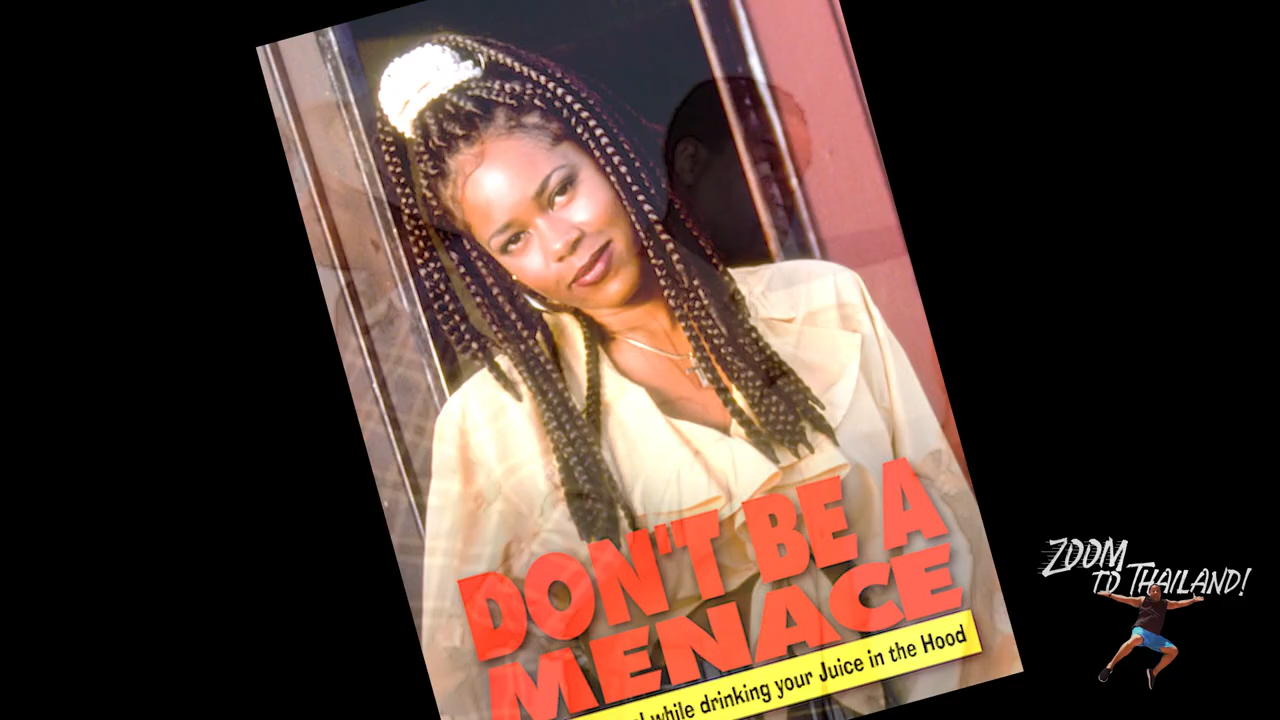 DON'T BE A
MENACE
while drinking your Juice in the Hood
ZOOM
TO THAILAND!